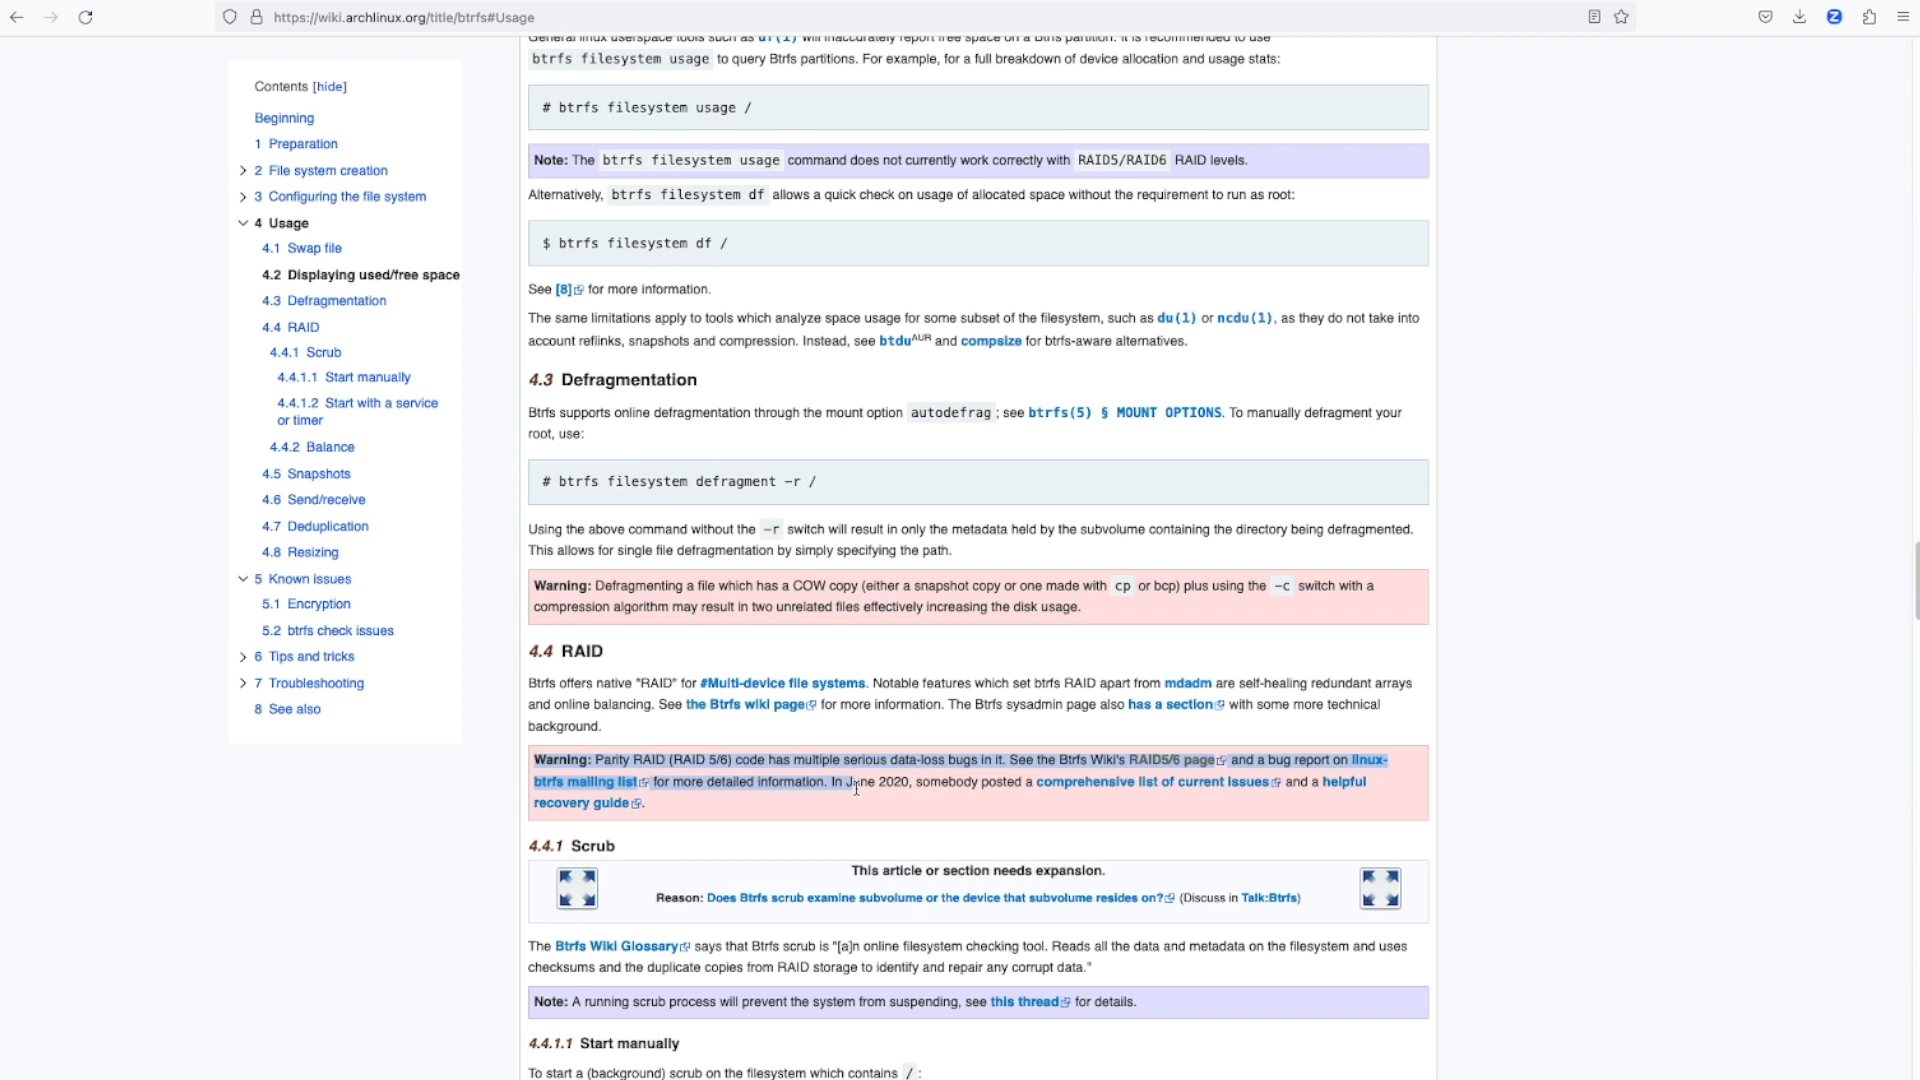 https://wiki.archlinux.org/title/btrfs#Usage
Contents [hide]
Beginning
1 Preparation
2 File system creation
3 Configuring the file system
4 Usage
4.1 Swap file
4.2 Displaying used/free space
4.3 Defragmentation
4.4 RAID
4.4.1 Scrub
4.4.1.1 Start manually
4.4.1.2 Start with a service
or timer
4.4.2 Balance
4.5 Snapshots
4.6 Send/receive
4.7 Deduplication
4.8 Resizing
5 Known issues
5.1 Encryption
5.2 btrfs check issues
6 Tips and tricks
7 Troubleshooting
8 See also
General linux userspace tools such as df(1) will inaccurately report free space on a Btrfs partition. It is recommended to use
btrfs filesystem usage to query Btrfs partitions. For example, for a full breakdown of device allocation and usage stats:
# btrfs filesystem usage /
Note: The btrfs filesystem usage command does not currently work correctly with RAID5/RAID6 RAID levels.
Alternatively, btrfs filesystem df allows a quick check on usage of allocated space without the requirement to run as root:
$ btrfs filesystem df /
See [8] for more information.
The same limitations apply to tools which analyze space usage for some subset of the filesystem, such as du(1) or ncdu(1), as they do not take into
account reflinks, snapshots and compression. Instead, see btduAUR and compsize for btrfs-aware alternatives.
4.3 Defragmentation
Btrfs supports online defragmentation through the mount option autodefrag; see btrfs(5) § MOUNT OPTIONS. To manually defragment your
root, use:
# btrfs filesystem defragment -r /
Using the above command without the -r switch will result in only the metadata held by the subvolume containing the directory being defragmented.
This allows for single file defragmentation by simply specifying the path.
Warning: Defragmenting a file which has a COW copy (either a snapshot copy or one made with cp or bcp) plus using the -c switch with a
compression algorithm may result in two unrelated files effectively increasing the disk usage.
4.4 RAID
Btrfs offers native "RAID" for #Multi-device file systems. Notable features which set btrfs RAID apart from mdadm are self-healing redundant arrays
and online balancing. See the Btrfs wiki page for more information. The Btrfs sysadmin page also has a section with some more technical
background.
Warning: Parity RAID (RAID 5/6) code has multiple serious data-loss bugs in it. See the Btrfs Wiki's RAID5/6 page and a bug report on linux-
btrfs mailing list for more detailed information. In June 2020, somebody posted a comprehensive list of current issues and a helpful
recovery guide.
4.4.1 Scrub
This article or section needs expansion.
Reason: Does Btrfs scrub examine subvolume or the device that subvolume resides on? (Discuss in Talk:Btrfs)
The Btrfs Wiki Glossary says that Btrfs scrub is "[a]n online filesystem checking tool. Reads all the data and metadata on the filesystem and uses
checksums and the duplicate copies from RAID storage to identify and repair any corrupt data."
Note: A running scrub process will prevent the system from suspending, see this thread for details.
4.4.1.1 Start manually
To start a (background) scrub on the filesystem which contains / :